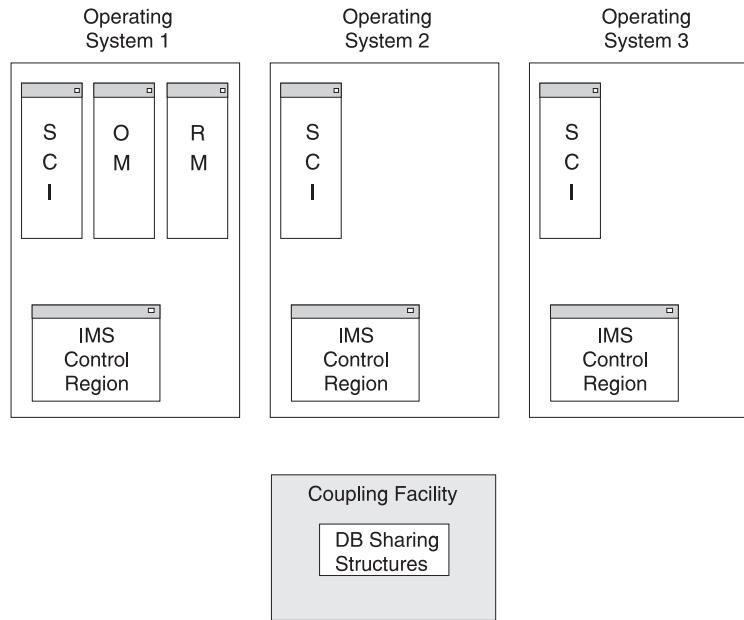 Operating
System 1
Operating
System 2
Operating
System 3
S
C
I
O
M
R
M
S
C
I
S
C
I
IMS
Control
Region
IMS
Control
Region
IMS
Control
Region
Coupling Facility
DB Sharing
Structures